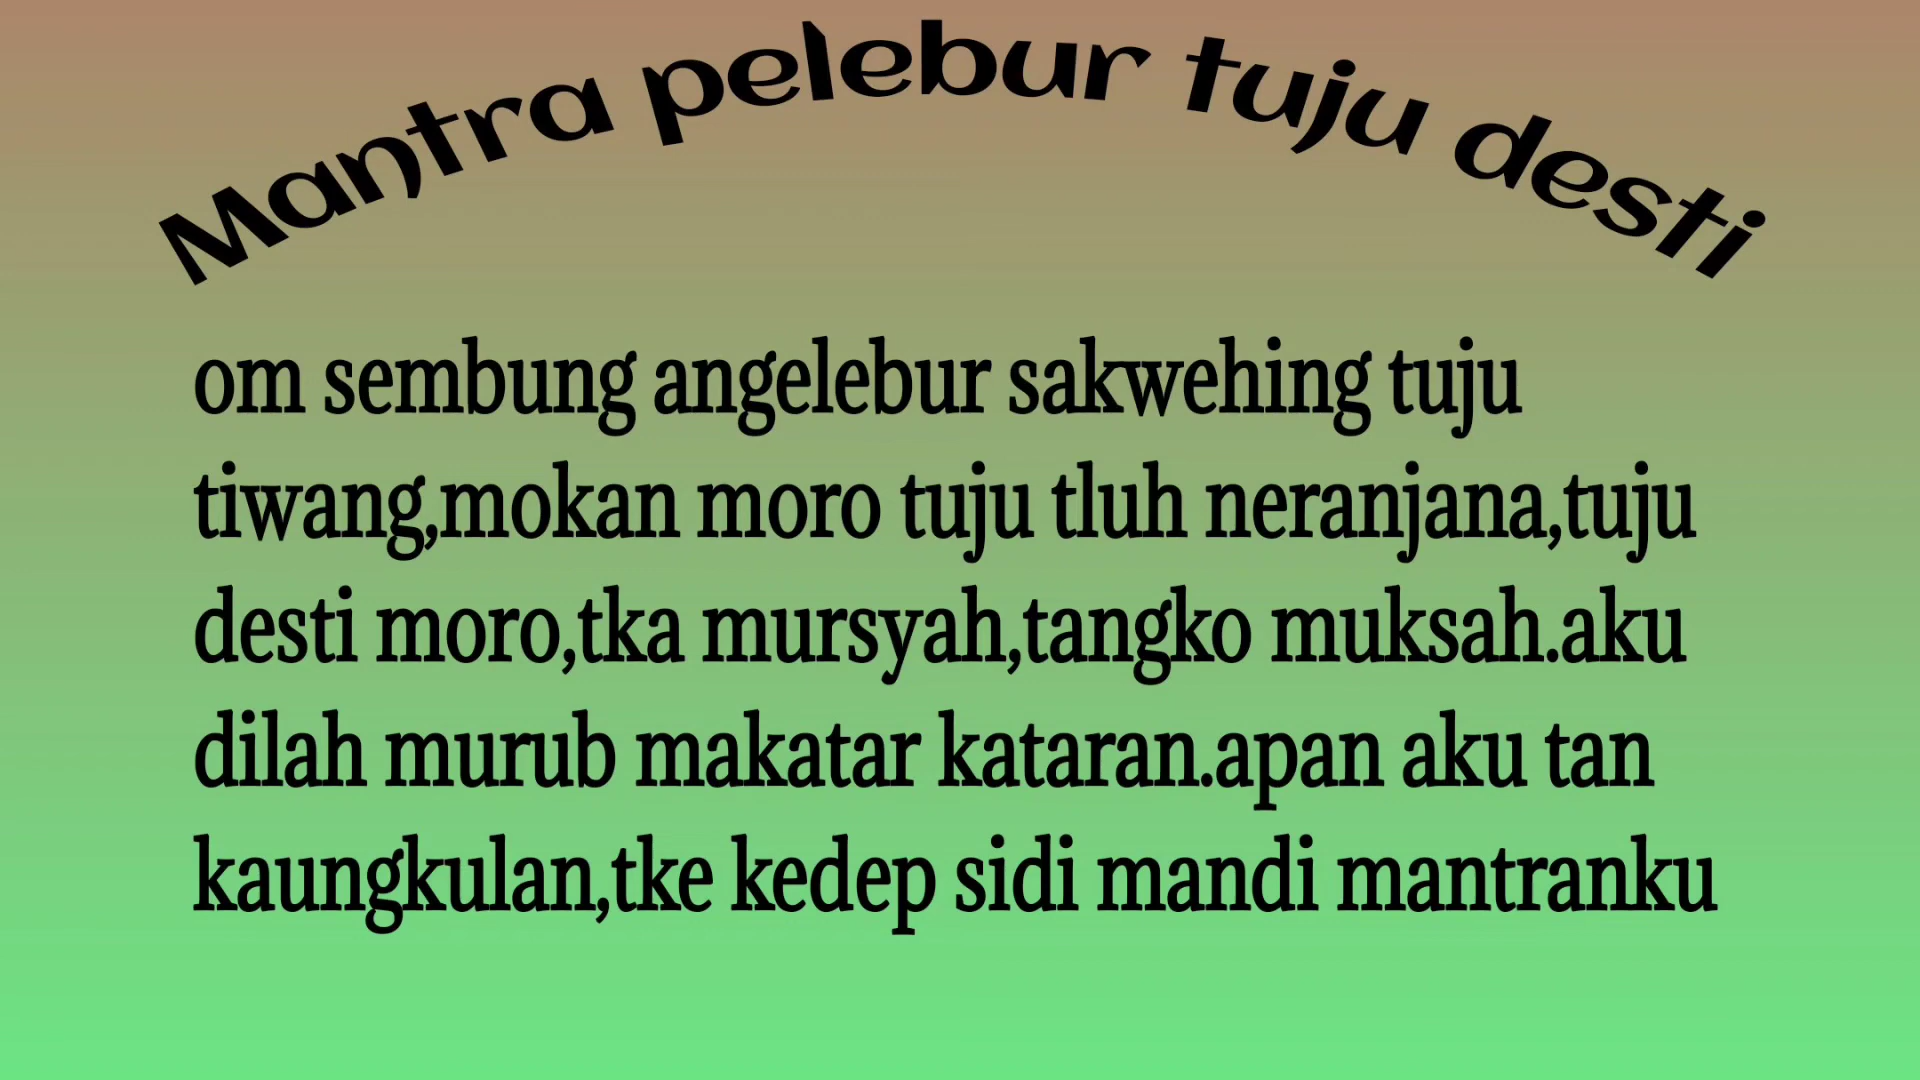 Mantra pelebur tuju desti
om sembung angelebur sakwehing tuju
tiwang,mokan moro tuju tluh neranjana,tuju
desti moro,tka mursyah,tangko muksah.aku
dilah murub makatar kataran.apan aku tan
kaungkulan,tke kedep sidi mandi mantranku